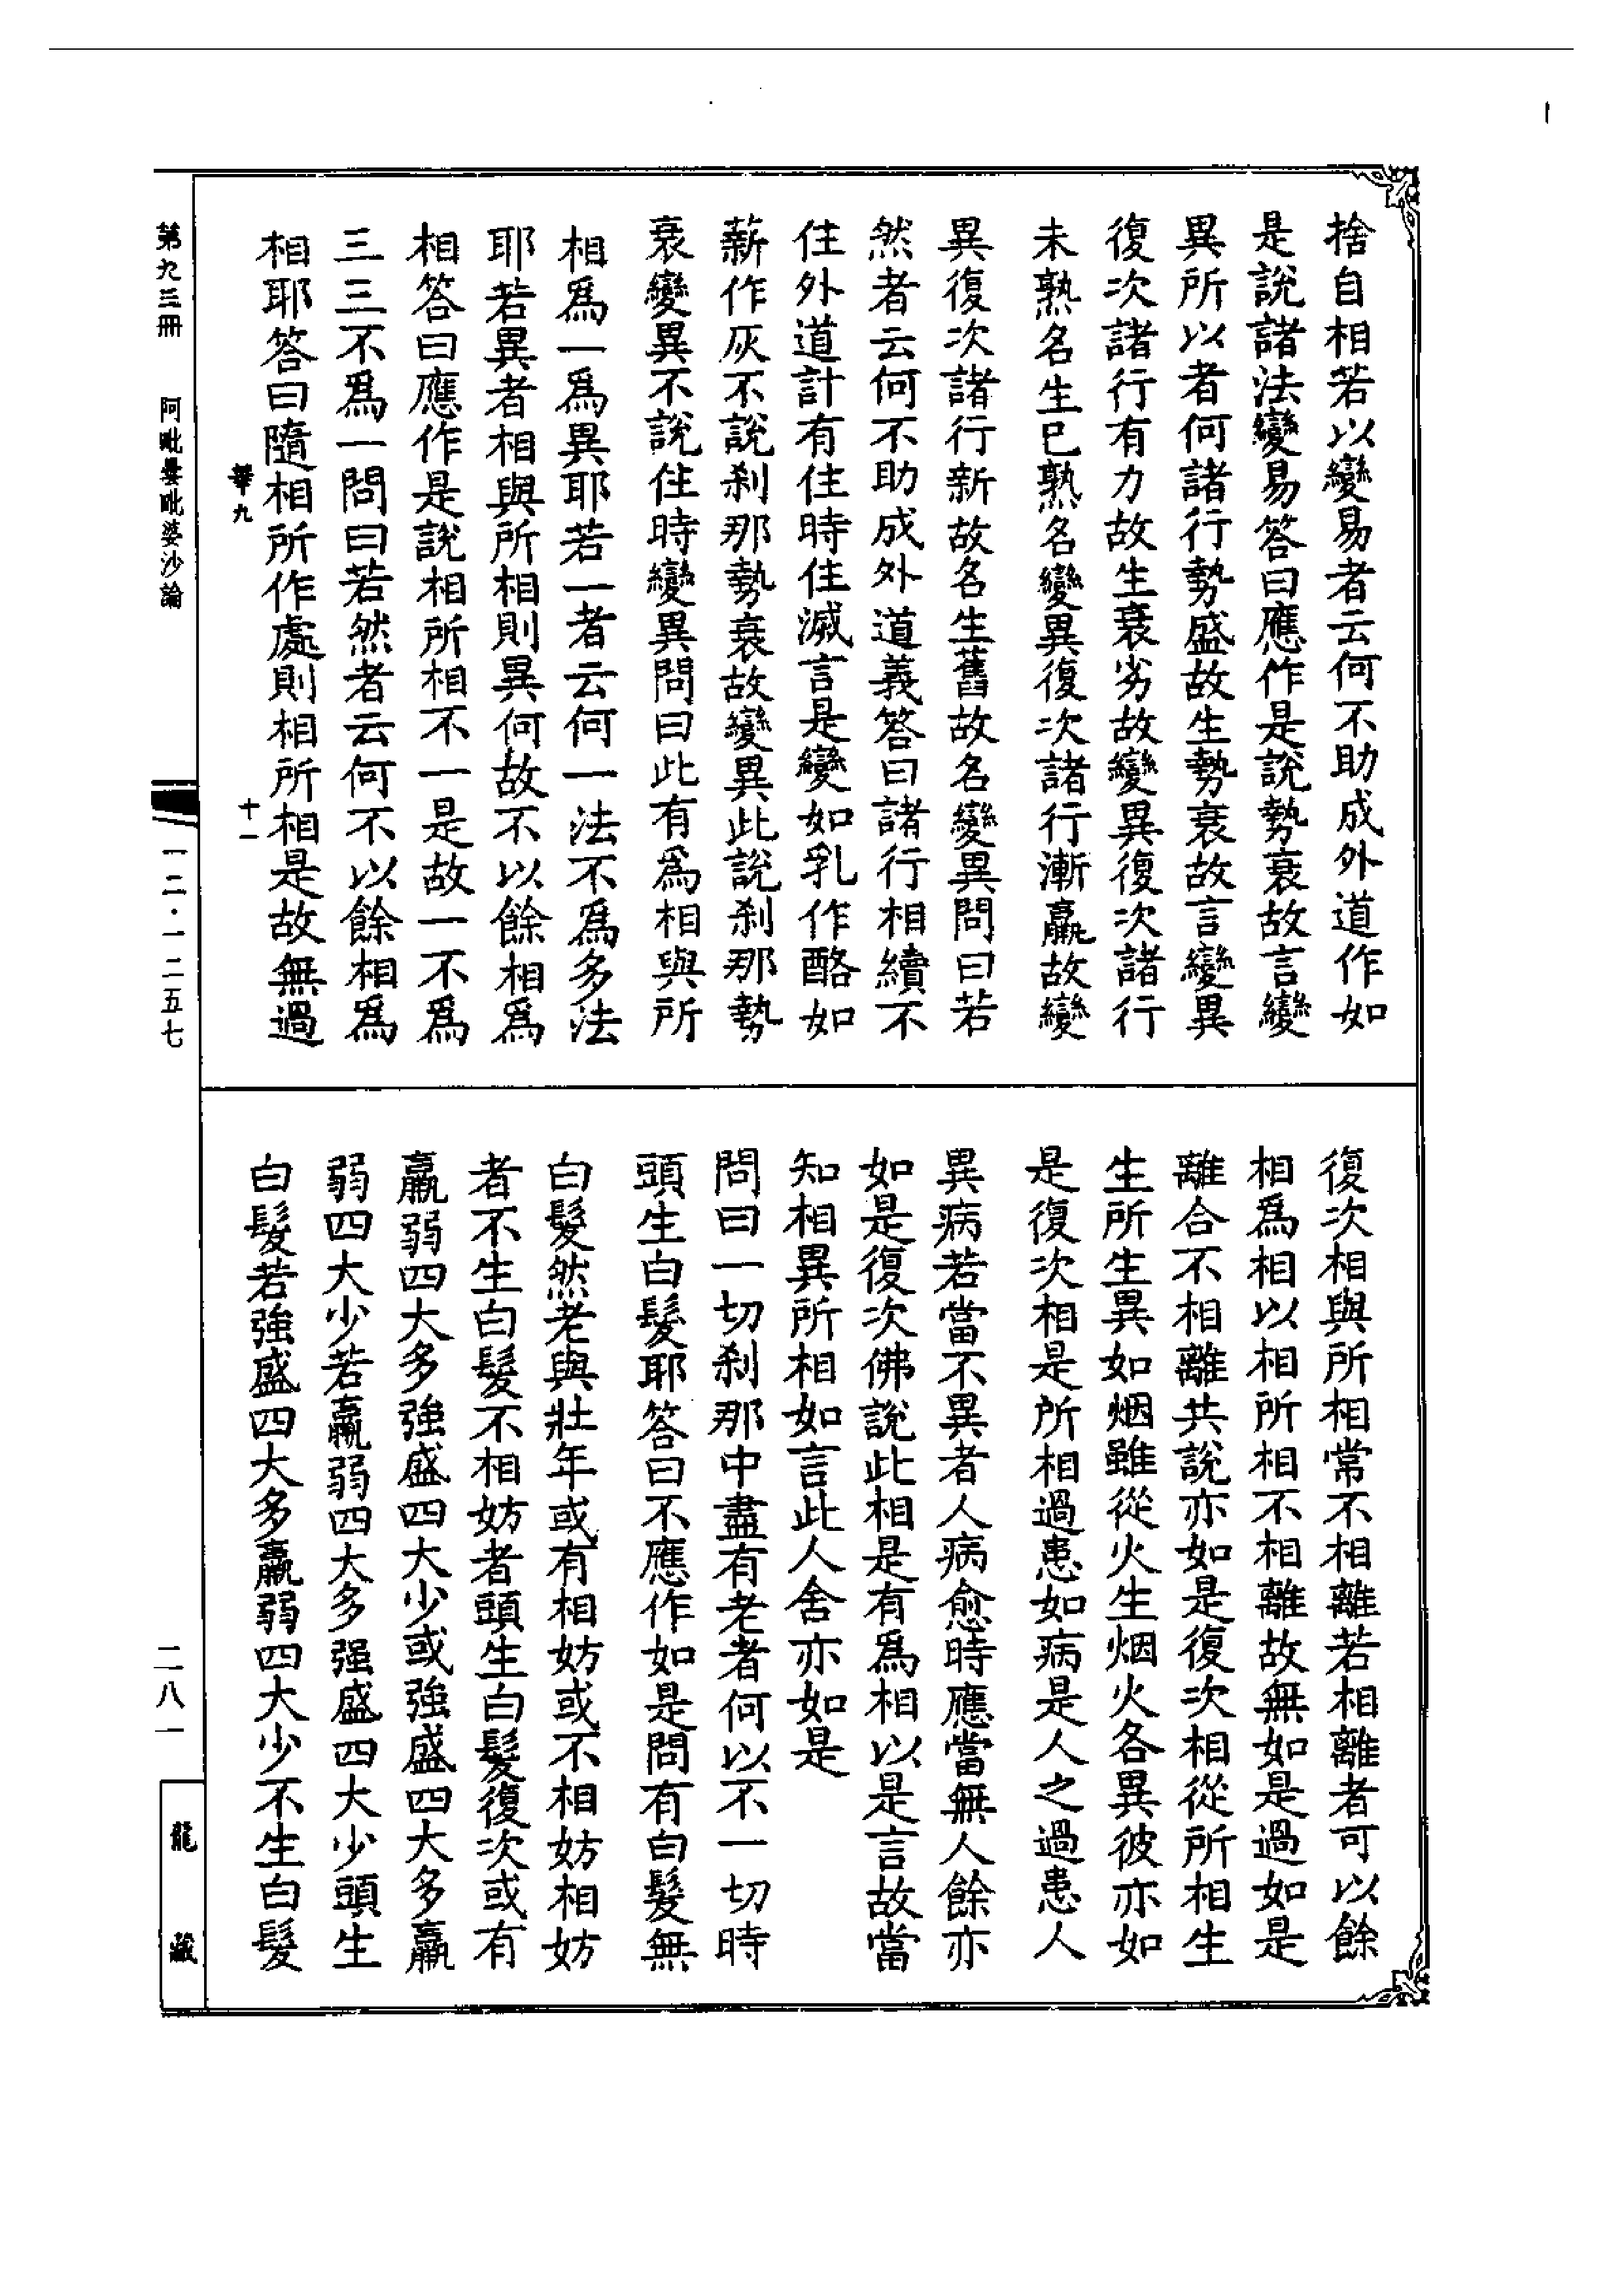 捨自相若以變易者云何不助成外道作如
是說諸法變易答曰應作是說勢衰故言變
異所以者何諸行勢盛故生勢衰故言變異
復次諸行有力故生衰劣故變異復次諸行
未熟名生已熟名變異復次諸行漸羸故變
異復次諸行新故名生舊故名變異問曰若
然者云何不助成外道義答曰諸行相續不
住外道計有住時住滅言是變如乳作酪如
薪作灰不說刹那勢衰故變異此說刹那勢
衰變異不說住時變異問曰此有爲相與所
相爲一爲異耶若一者云何一法不爲多法
耶若異者相與所相則異何故不以餘相爲
相答曰應作是說相所相不一是故一不爲
三三不爲一問曰若然者云何不以餘相爲
相耶答曰隨相所作處則相所相是故無過
華九
十一
復次相與所相常不相離若相離者可以餘
相爲相以相所相不相離故無如是過如是
離合不相離共說亦如是復次相從所相生
生所生異如烟雖從火生烟火各異彼亦如
是復次相是所相過患如病是人之過患人
異病若當不異者人病愈時應當無人餘亦
如是復次佛說此相是有爲相以是言故當
知相異所相如言此人舍亦如是
問曰一切刹那中盡有老者何以不一切時
頭生白髮耶答曰不應作如是問有白髮無
白髮然老與壯年或有相妨或不相妨相妨
者不生白髮不相妨者頭生白髮復次或有
羸弱四大多強盛四大少或強盛四大多羸
弱四大少若羸弱四大多强盛四大少頭生
白髮若強盛四大多羸弱四大少不生白髮
第九三冊
阿毗曇毗婆沙論
一二·一二五七
二八一
龍藏